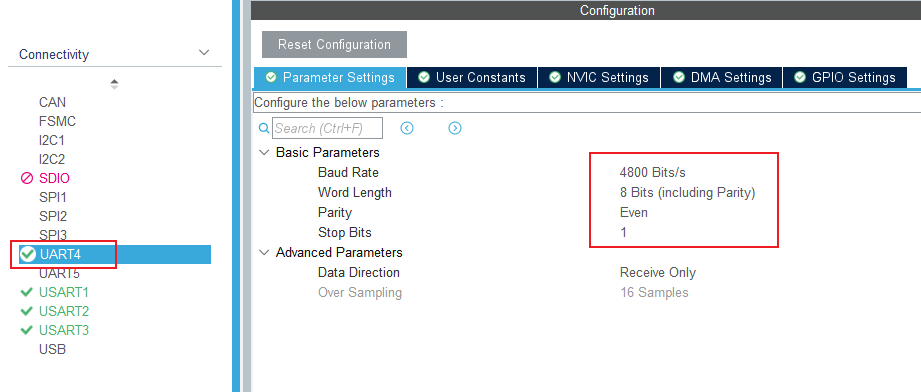 Configuration
Connectivity
CAN
FSMC
I2C1
I2C2
SDIO
SPI1
SPI2
SPI3
UART4
UART5
USART1
USART2
USART3
USB
Reset Configuration
Parameter Settings
User Constants
NVIC Settings
DMA Settings
GPIO Settings
Configure the below parameters :
Search (Ctrl+F)
Basic Parameters
Baud Rate 4800 Bits/s
Word Length 8 Bits (including Parity)
Parity Even
Stop Bits 1
Advanced Parameters
Data Direction Receive Only
Over Sampling 16 Samples